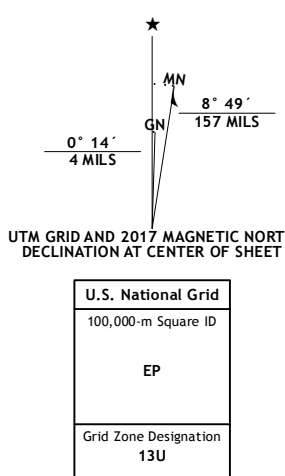 ★
MN
8° 49´
157 MILS
GN
0° 14´
4 MILS
UTM GRID AND 2017 MAGNETIC NORT
DECLINATION AT CENTER OF SHEET
U.S. National Grid
100,000-m Square ID
EP
Grid Zone Designation
13U